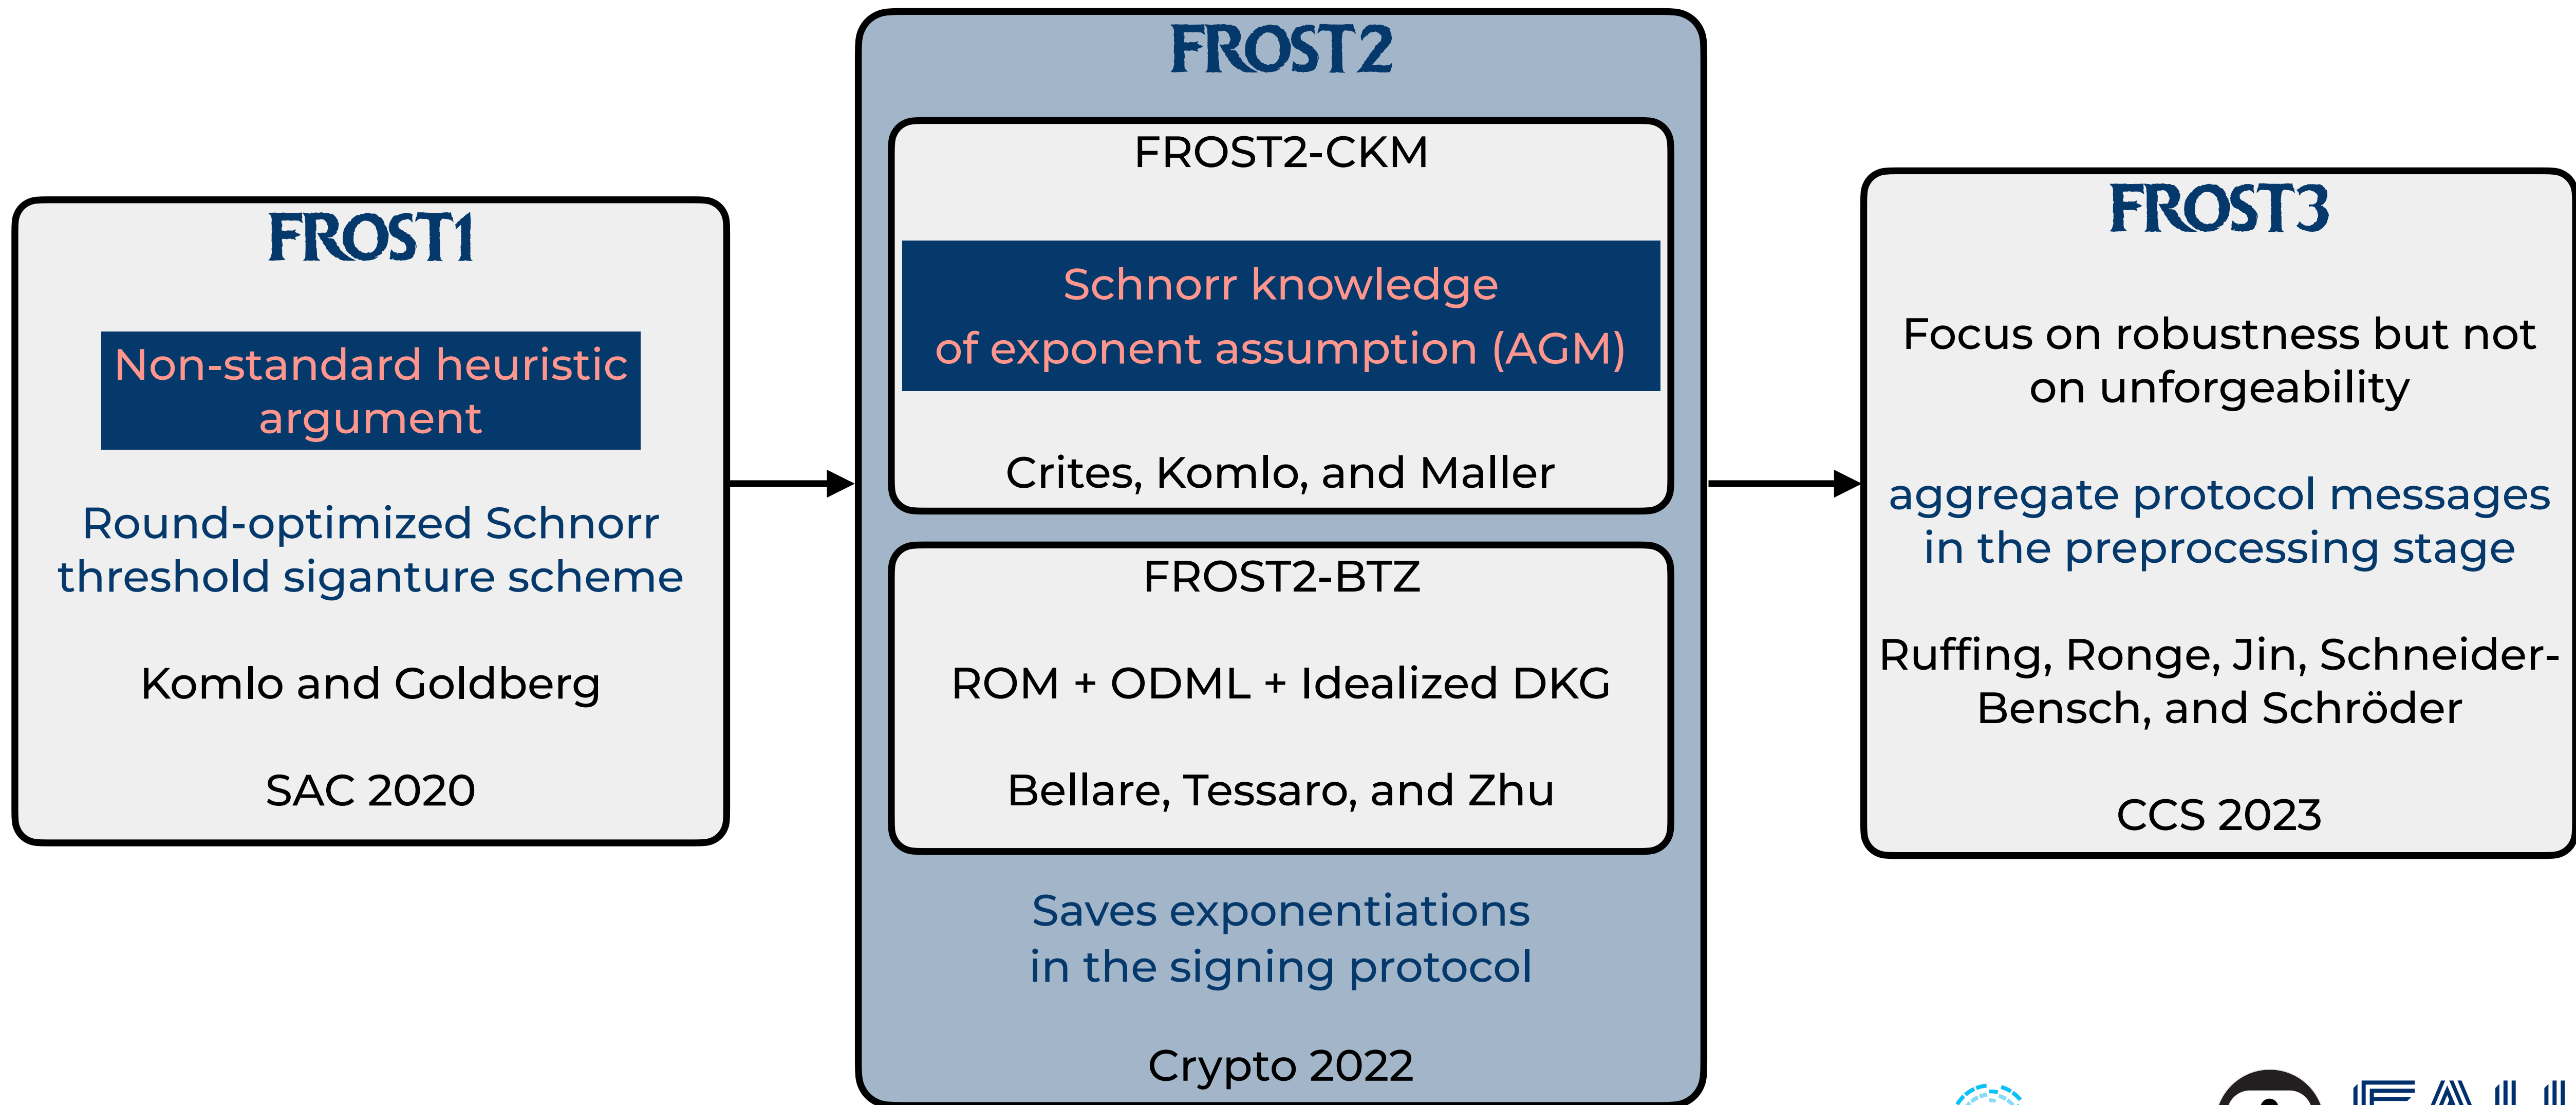 FROST1
Non-standard heuristic
argument
Round-optimized Schnorr
threshold siganture scheme
Komlo and Goldberg
SAC 2020
FROST2
FROST2-CKM
Schnorr knowledge
of exponent assumption (AGM)
Crites, Komlo, and Maller
FROST2-BTZ
ROM + ODML + Idealized DKG
Bellare, Tessaro, and Zhu
Saves exponentiations
in the signing protocol
Crypto 2022
FROST3
Focus on robustness but not
on unforgeability
aggregate protocol messages
in the preprocessing stage
Ruffing, Ronge, Jin, Schneider-
Bensch, and Schröder
CCS 2023